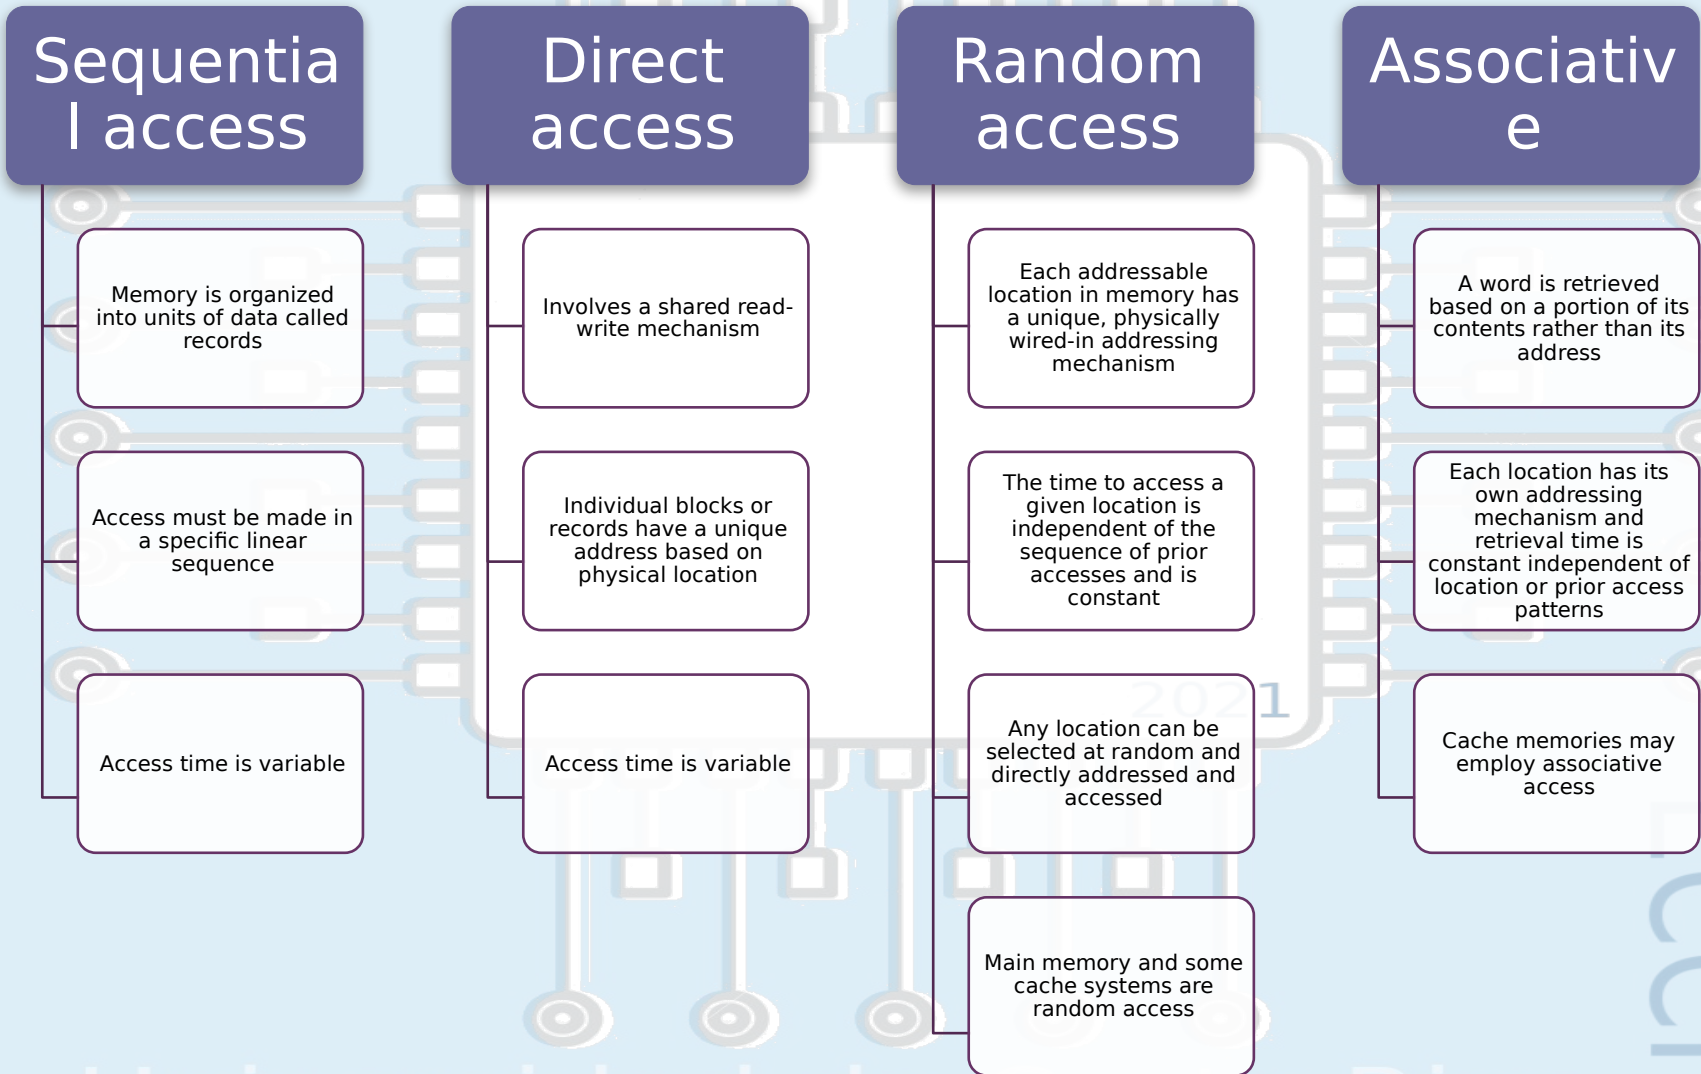 Sequentia
l access
Memory is organized
into units of data called
records
Access must be made in
a specific linear
sequence
Access time is variable
Direct
access
Involves a shared read-
write mechanism
Individual blocks or
records have a unique
address based on
physical location
Access time is variable
Random
access
Each addressable
location in memory has
a unique, physically
wired-in addressing
mechanism
The time to access a
given location is
independent of the
sequence of prior
accesses and is
constant
Any location can be
selected at random and
directly addressed and
accessed
Main memory and some
cache systems are
random access
Associativ
e
A word is retrieved
based on a portion of its
contents rather than its
address
Each location has its
own addressing
mechanism and
retrieval time is
constant independent of
location or prior access
patterns
Cache memories may
employ associative
access
2021